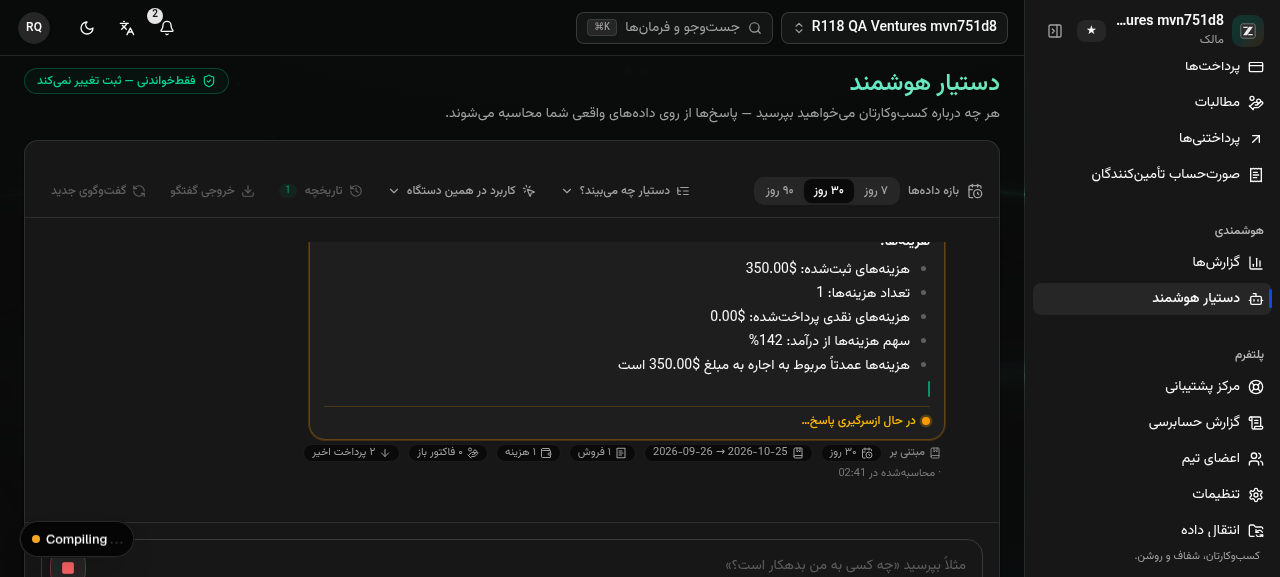 ures mvn751d8...
مالک
R118 QA Ventures mvn751d8
جست‌وجو و فرمان‌ها
⌘K
2
RQ
پرداخت‌ها
مطالبات
پرداختنی‌ها
صورت‌حساب تأمین‌کنندگان
هوشمندی
گزارش‌ها
دستیار هوشمند
پلتفرم
مرکز پشتیبانی
گزارش حسابرسی
اعضای تیم
تنظیمات
انتقال داده
کسب‌وکارتان، شفاف و روشن.
دستیار هوشمند
فقط‌خواندنی — ثبت تغییر نمی‌کند
هر چه درباره کسب‌وکارتان می‌خواهید بپرسید — پاسخ‌ها از روی داده‌های واقعی شما محاسبه می‌شوند.
بازه داده‌ها
۷ روز
۳۰ روز
۹۰ روز
دستیار چه می‌بیند؟
کاربرد در همین دستگاه
تاریخچه
1
خروجی گفتگو
گفت‌وگوی جدید
هزینه‌ها:
هزینه‌های ثبت‌شده: $350.00
تعداد هزینه‌ها: 1
هزینه‌های نقدی پرداخت‌شده: $0.00
سهم هزینه‌ها از درآمد: 142%
هزینه‌ها عمدتاً مربوط به اجاره به مبلغ $350.00 است
در حال ازسرگیری پاسخ…
مبتنی بر
۳۰ روز
2026-09-26 → 2026-10-25
۱ فروش
۱ هزینه
۰ فاکتور باز
۲ پرداخت اخیر
· محاسبه‌شده در 02:41
مثلاً بپرسید «چه کسی به من بدهکار است؟»
Compiling ...